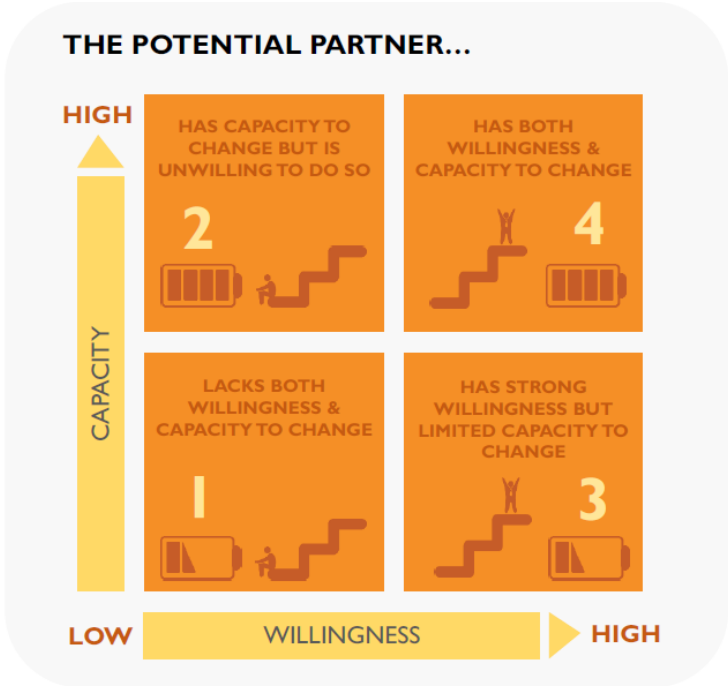 THE POTENTIAL PARTNER...
HIGH
HAS CAPACITY TO
CHANGE BUT IS
UNWILLING TO DO SO
2
HAS BOTH
WILLINGNESS &
CAPACITY TO CHANGE
4
CAPACITY
LACKS BOTH
WILLINGNESS &
CAPACITY TO CHANGE
1
HAS STRONG
WILLINGNESS BUT
LIMITED CAPACITY TO
CHANGE
3
LOW
WILLINGNESS
HIGH